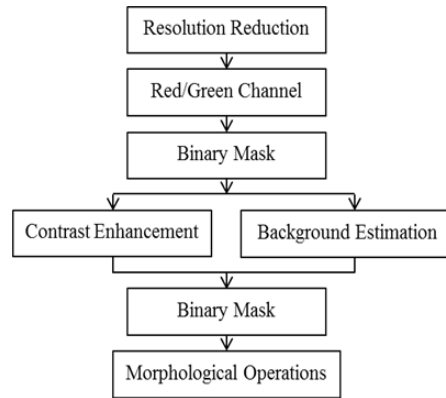 Resolution Reduction
Red/Green Channel
Binary Mask
Contrast Enhancement
Background Estimation
Binary Mask
Morphological Operations